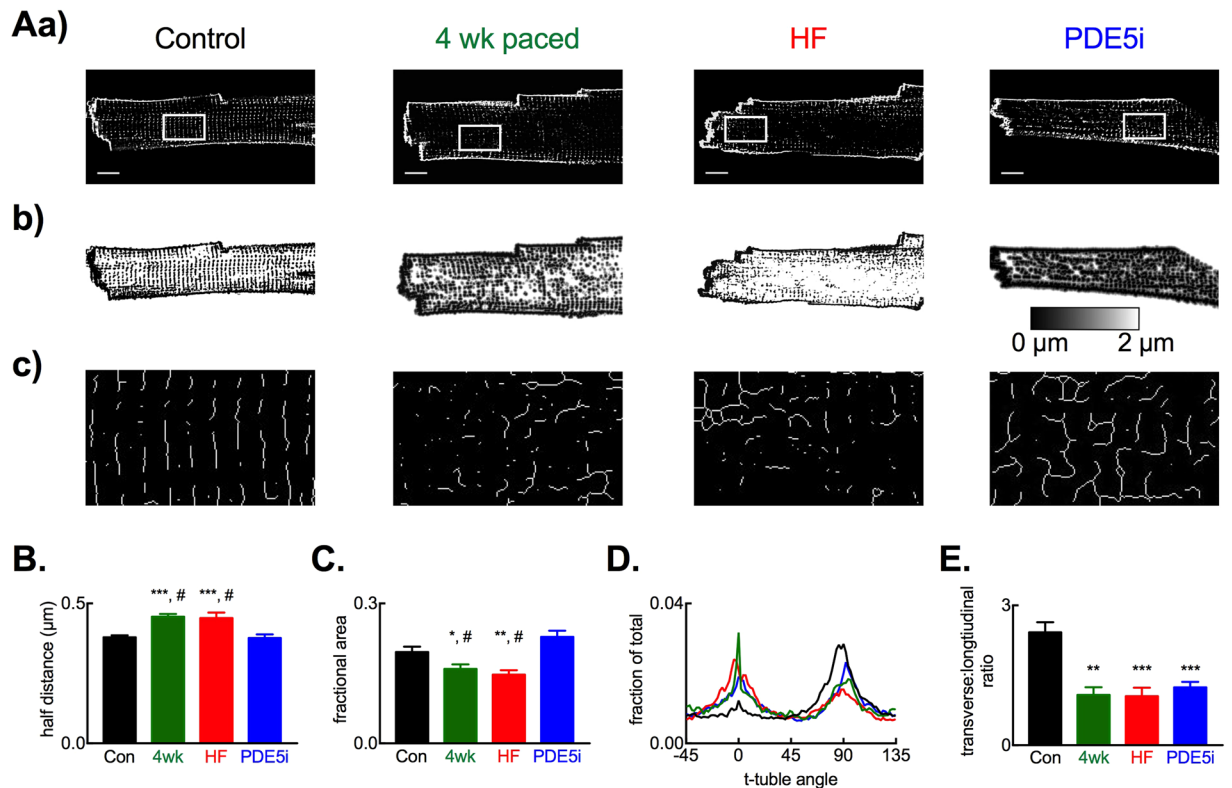 Aa)
Control
4 wk paced
HF
PDE5i
b)
0 µm
2 µm
c)
B.
half distance (µm)
0.5
0.0
***, #
***, #
Con
4wk
HF
PDE5i
C.
fractional area
0.3
0.0
*, #
**, #
Con
4wk
HF
PDE5i
D.
fraction of total
0.04
0.00
-45
0
45
90
135
t-tuble angle
E.
transverse:longtiudinal
ratio
3
0
**
***
***
Con
4wk
HF
PDE5i